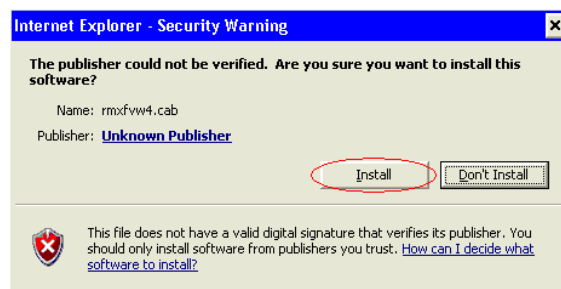 Internet Explorer - Security Warning
The publisher could not be verified. Are you sure you want to install this
software?
Name: rmxfvw4.cab
Publisher: Unknown Publisher
Install Don't Install
This file does not have a valid digital signature that verifies its publisher. You
should only install software from publishers you trust. How can I decide what
software to install?